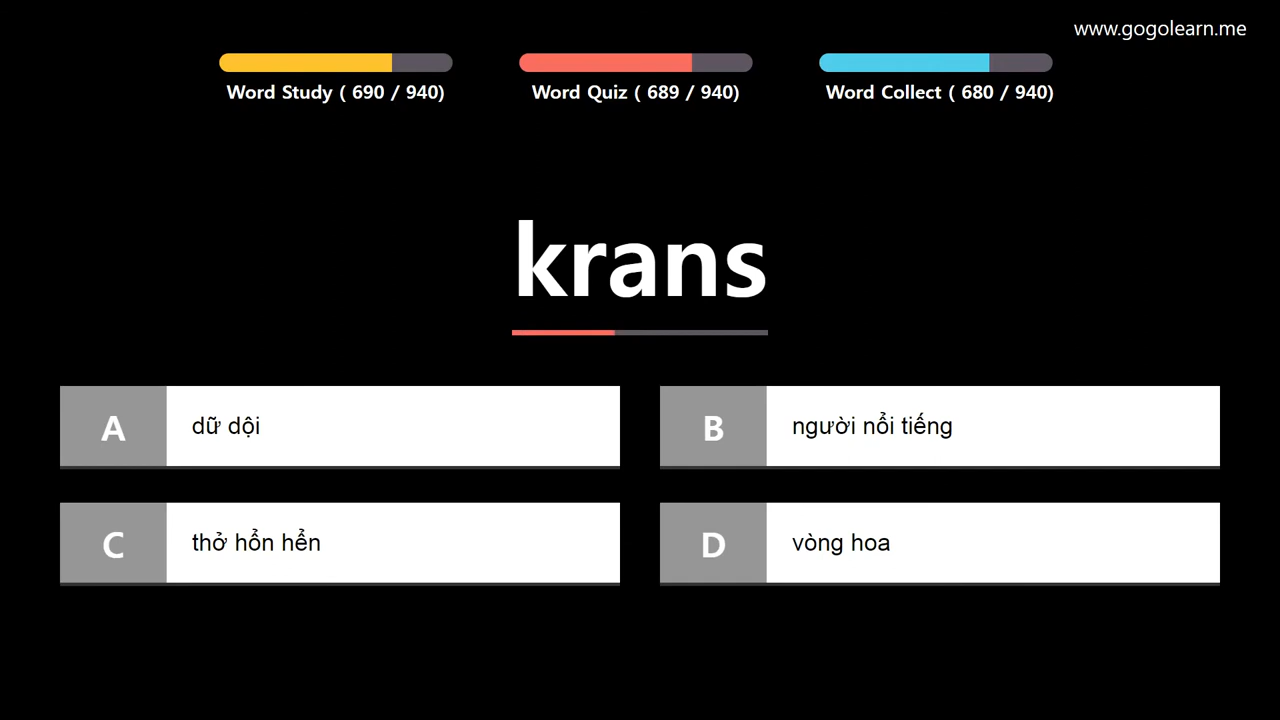 www.gogolearn.me
Word Study ( 690 / 940)
Word Quiz ( 689 / 940)
Word Collect ( 680 / 940)
krans
A
dữ dội
B
người nổi tiếng
C
thở hổn hển
D
vòng hoa